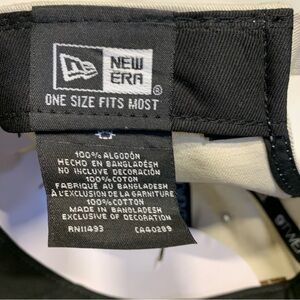 NEW
ERA
®
ONE SIZE FITS MOST
100% ALGODÓN
HECHO EN BANGLADÉSH
NO INCLUYE DECORACIÓN
100% COTON
FABRIQUÉ AU BANGLADESH
À L'EXCLUSION DE LA GARNITURE
100% COTTON
MADE IN BANGLADESH
EXCLUSIVE OF DECORATION
RN11493 CA40289